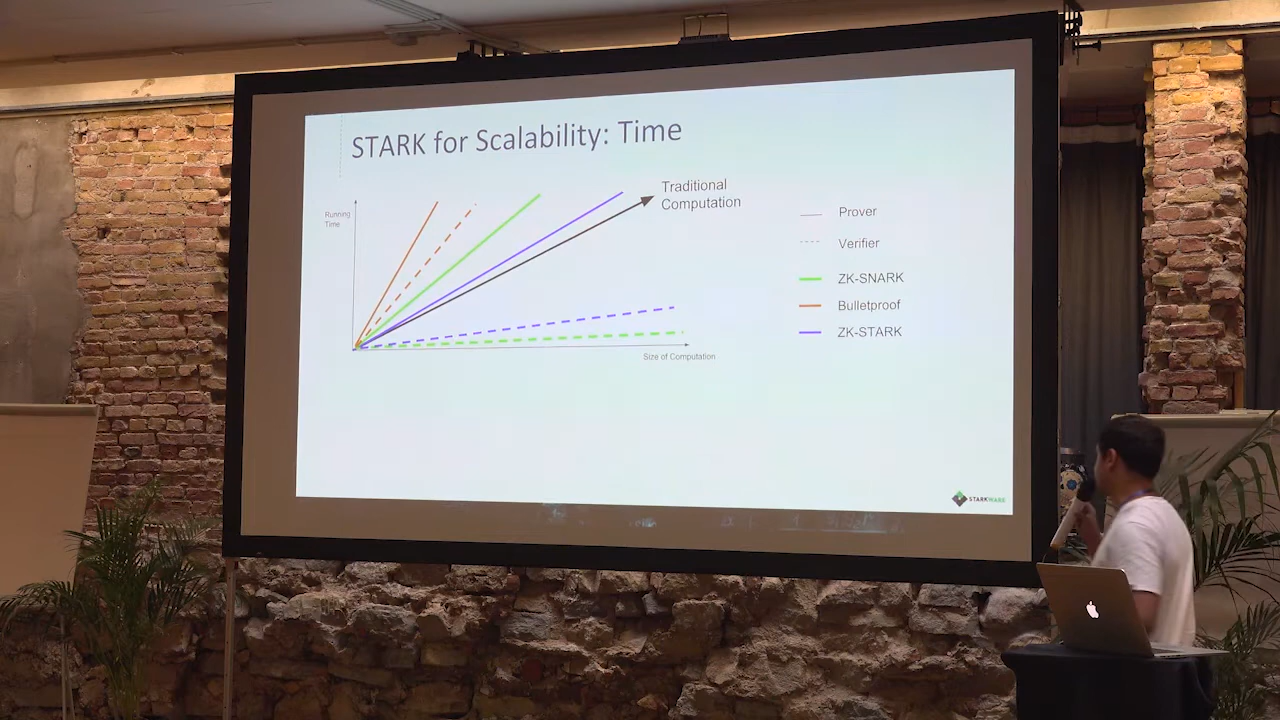 STARK for Scalability: Time
Running
Time
Traditional
Computation
Size of Computation
Prover
Verifier
ZK-SNARK
Bulletproof
ZK-STARK
STARKWARE